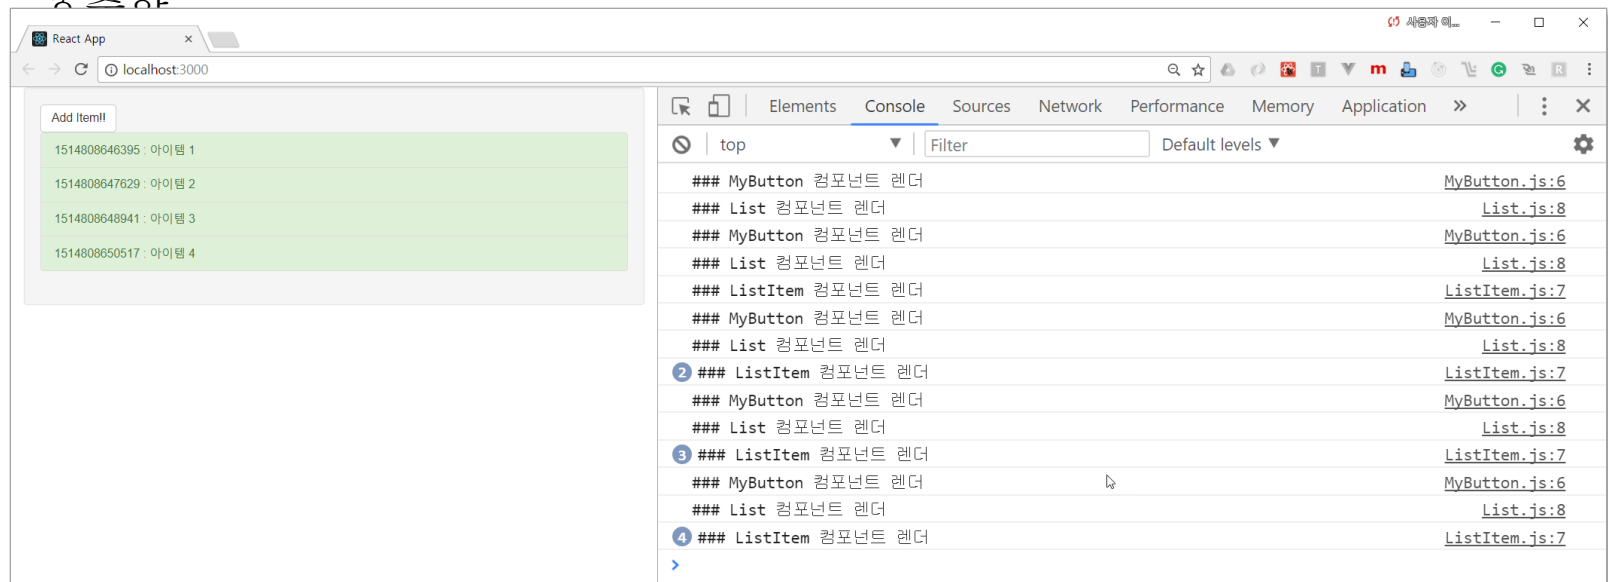 사용자 이...
React App
localhost:3000
Add Item!!
1514808646395 : 아이템 1
1514808647629 : 아이템 2
1514808648941 : 아이템 3
1514808650517 : 아이템 4
Elements Console Sources Network Performance Memory Application »
top Filter Default levels
### MyButton 컴포넌트 렌더 MyButton.js:6
### List 컴포넌트 렌더 List.js:8
### MyButton 컴포넌트 렌더 MyButton.js:6
### List 컴포넌트 렌더 List.js:8
### ListItem 컴포넌트 렌더 ListItem.js:7
### MyButton 컴포넌트 렌더 MyButton.js:6
### List 컴포넌트 렌더 List.js:8
2 ### ListItem 컴포넌트 렌더 ListItem.js:7
### MyButton 컴포넌트 렌더 MyButton.js:6
### List 컴포넌트 렌더 List.js:8
3 ### ListItem 컴포넌트 렌더 ListItem.js:7
### MyButton 컴포넌트 렌더 MyButton.js:6
### List 컴포넌트 렌더 List.js:8
4 ### ListItem 컴포넌트 렌더 ListItem.js:7